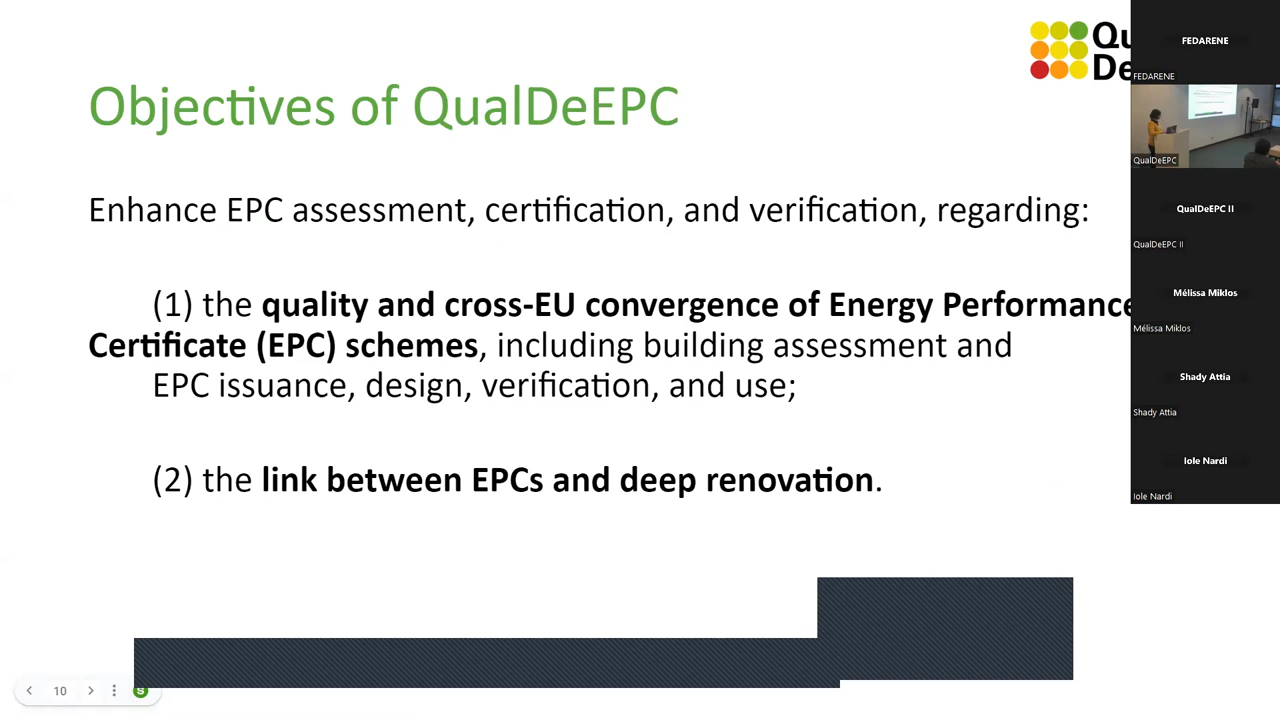 Objectives of QualDeEPC
Enhance EPC assessment, certification, and verification, regarding:
(1) the quality and cross-EU convergence of Energy Performance
Certificate (EPC) schemes, including building assessment and
EPC issuance, design, verification, and use;
(2) the link between EPCs and deep renovation.
10
S
Qu
De
FEDARENE
FEDARENE
QualDeEPC
QualDeEPC II
QualDeEPC II
Mélissa Miklos
Mélissa Miklos
Shady Attia
Shady Attia
Iole Nardi
Iole Nardi